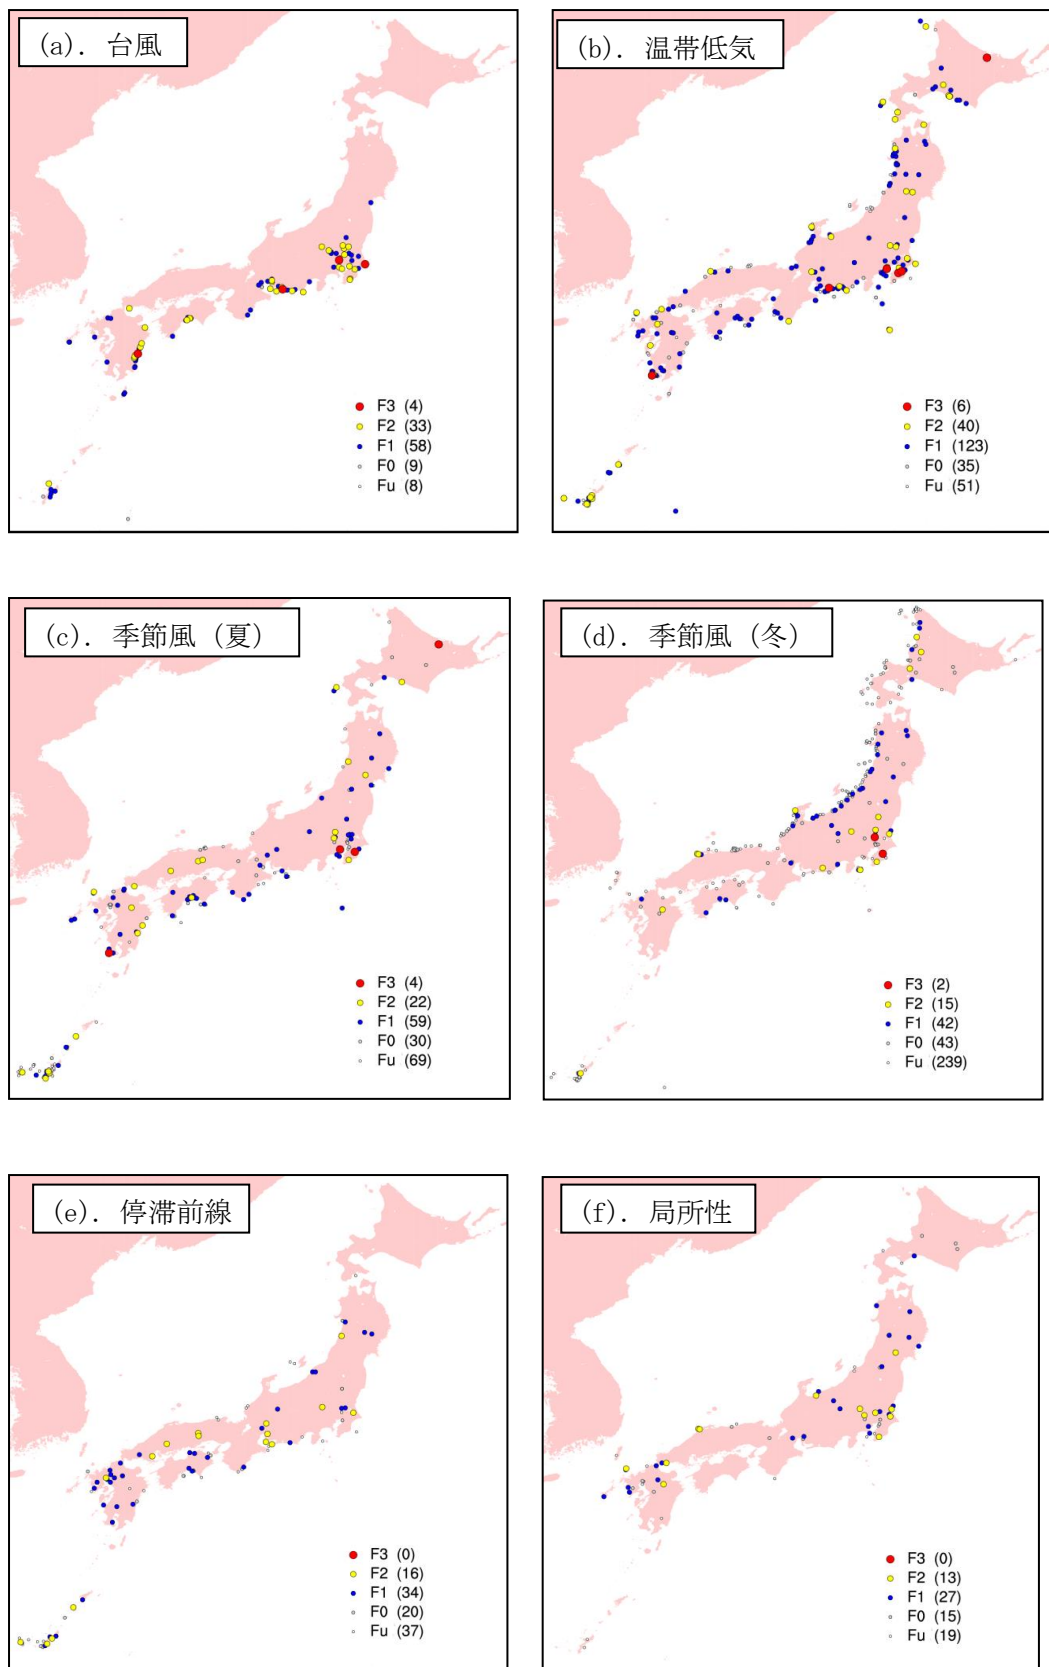 (a). 台風
F3 (4)
F2 (33)
F1 (58)
F0 (9)
Fu (8)
(b). 温帯低気
F3 (6)
F2 (40)
F1 (123)
F0 (35)
Fu (51)
(c). 季節風 (夏)
F3 (4)
F2 (22)
F1 (59)
F0 (30)
Fu (69)
(d). 季節風 (冬)
F3 (2)
F2 (15)
F1 (42)
F0 (43)
Fu (239)
(e). 停滞前線
F3 (0)
F2 (16)
F1 (34)
F0 (20)
Fu (37)
(f). 局所性
F3 (0)
F2 (13)
F1 (27)
F0 (15)
Fu (19)